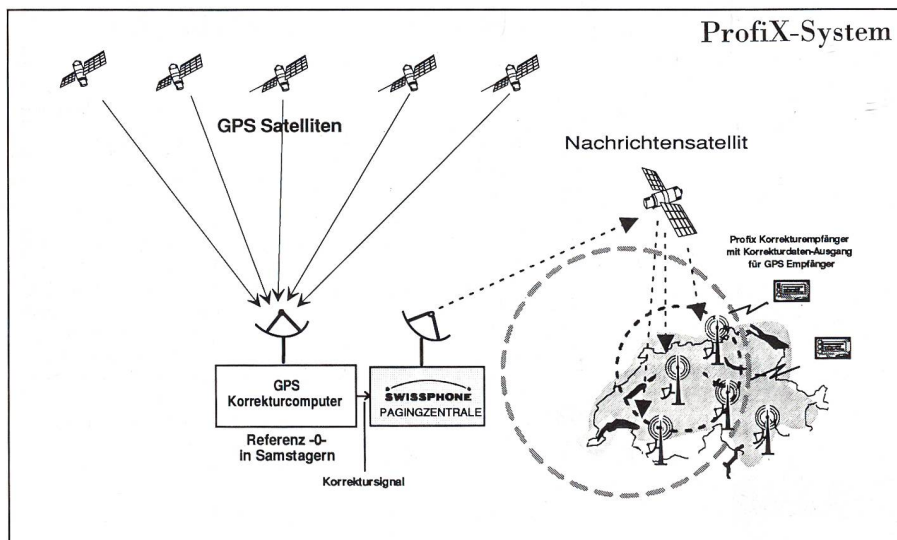 ProfiX-System
GPS Satelliten
Nachrichtensatellit
Profix Korrekturempfänger
mit Korrekturdaten-Ausgang
für GPS Empfänger
GPS
Korrekturcomputer
SWISSPHONE
PAGINGZENTRALE
Referenz -0-
in Samstagern
Korrektursignal